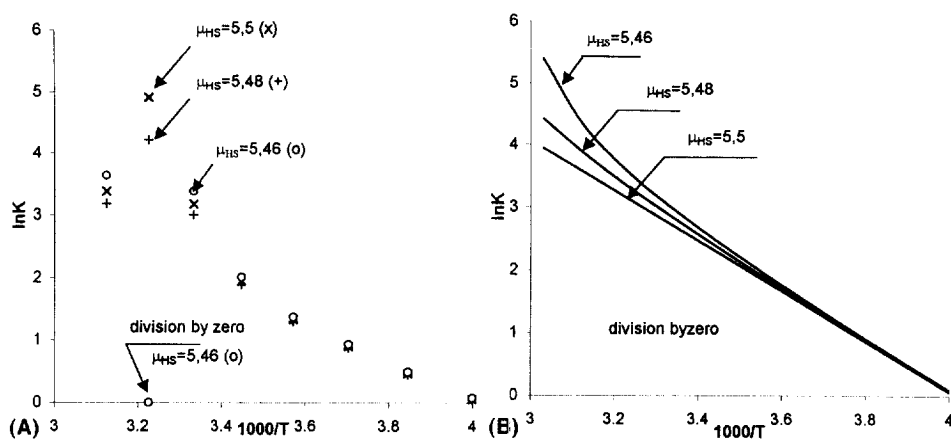 6
5
4
3
2
1
0
lnK
μHS=5,5 (x)
μHS=5,48 (+)
μHS=5,46 (o)
division by zero
μHS=5,46 (o)
3 3.2 3.4 3.6 3.8 4
1000/T
(A)
6
5
4
3
2
1
0
lnK
μHS=5,46
μHS=5,48
μHS=5,5
division byzero
3 3.2 3.4 3.6 3.8 4
1000/T
(B)